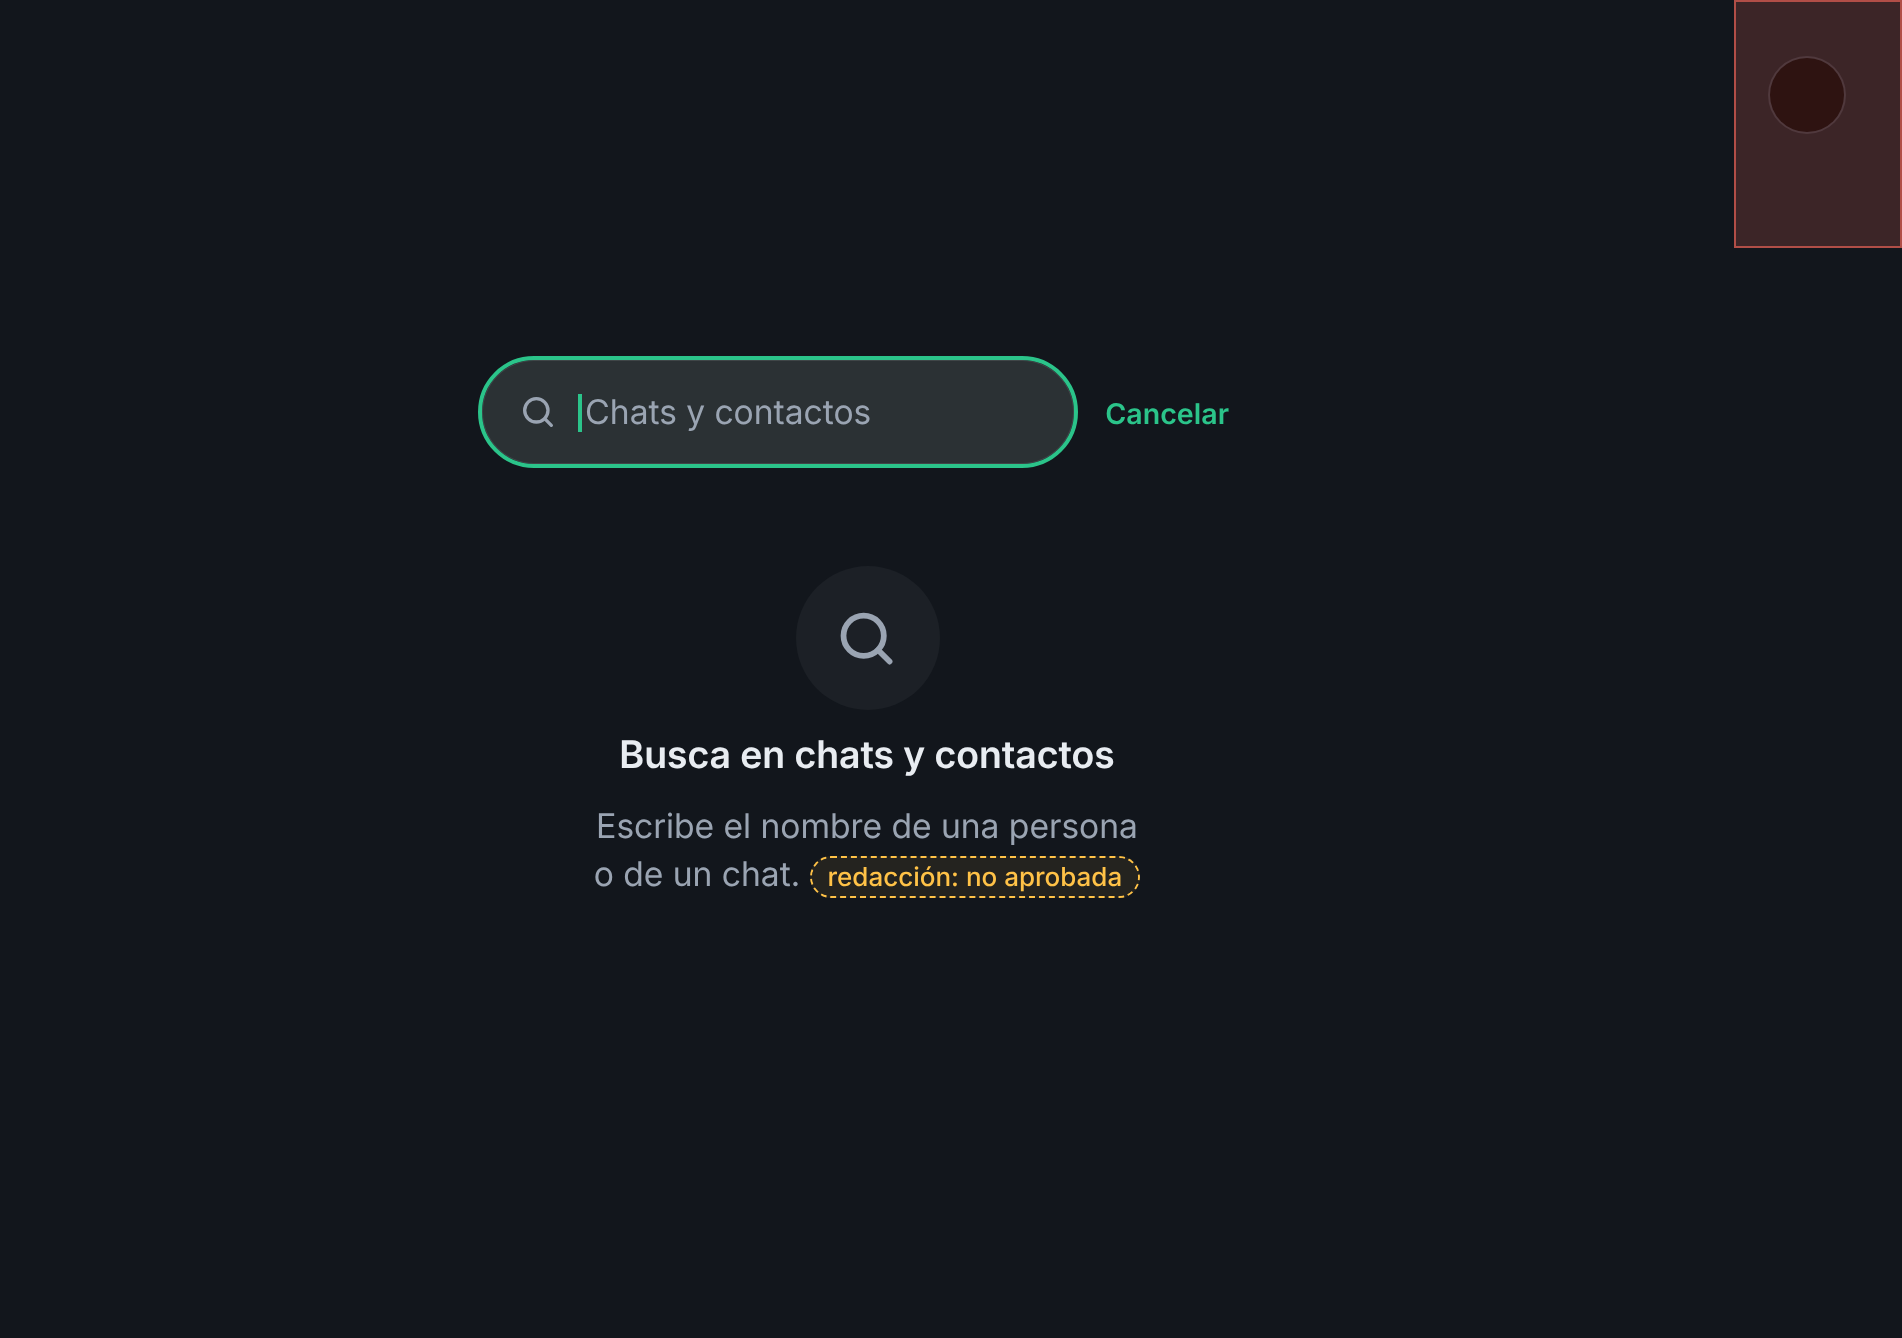 Chats y contactos
Cancelar
Busca en chats y contactos
Escribe el nombre de una persona
o de un chat. redacción: no aprobada